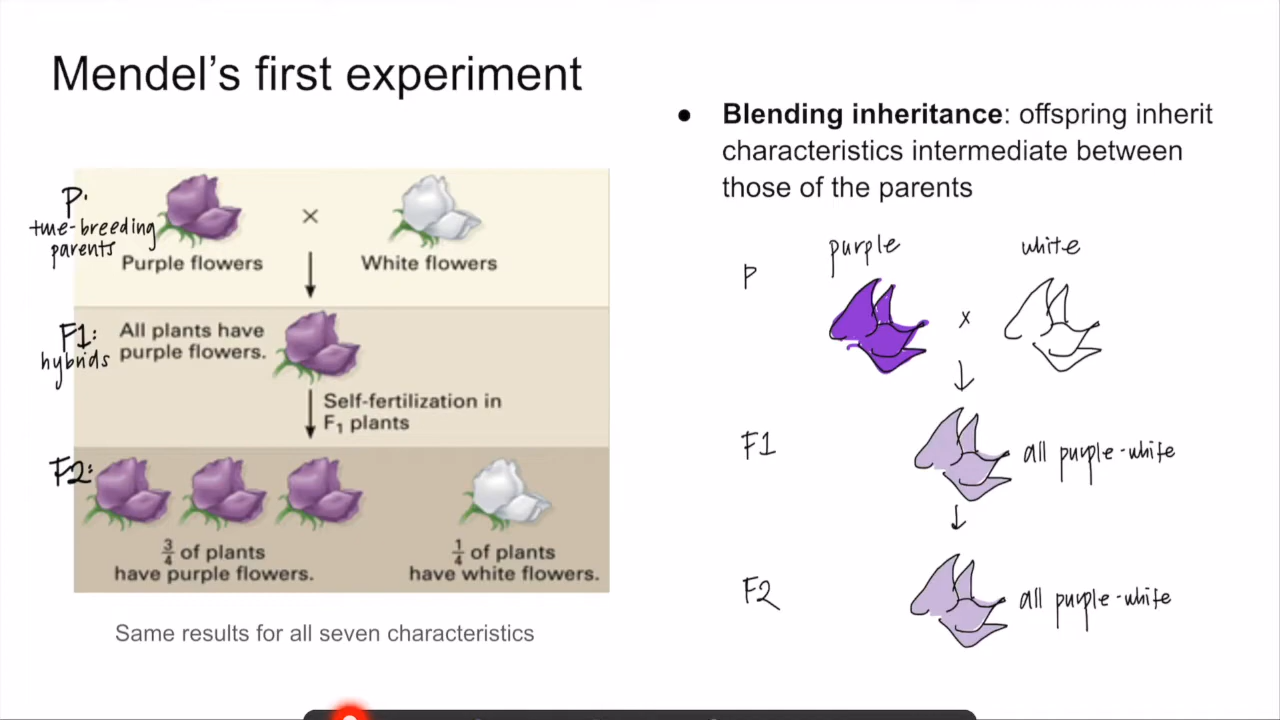 Mendel's first experiment
P:
true-breeding
parents
×
Purple flowers
White flowers
F1:
hybrids
All plants have
purple flowers.
Self-fertilization in
F₁ plants
F2:
3/4 of plants
have purple flowers.
1/4 of plants
have white flowers.
Same results for all seven characteristics
● Blending inheritance: offspring inherit
characteristics intermediate between
those of the parents
purple
white
P
x
F1
all purple-white
F2
all purple-white